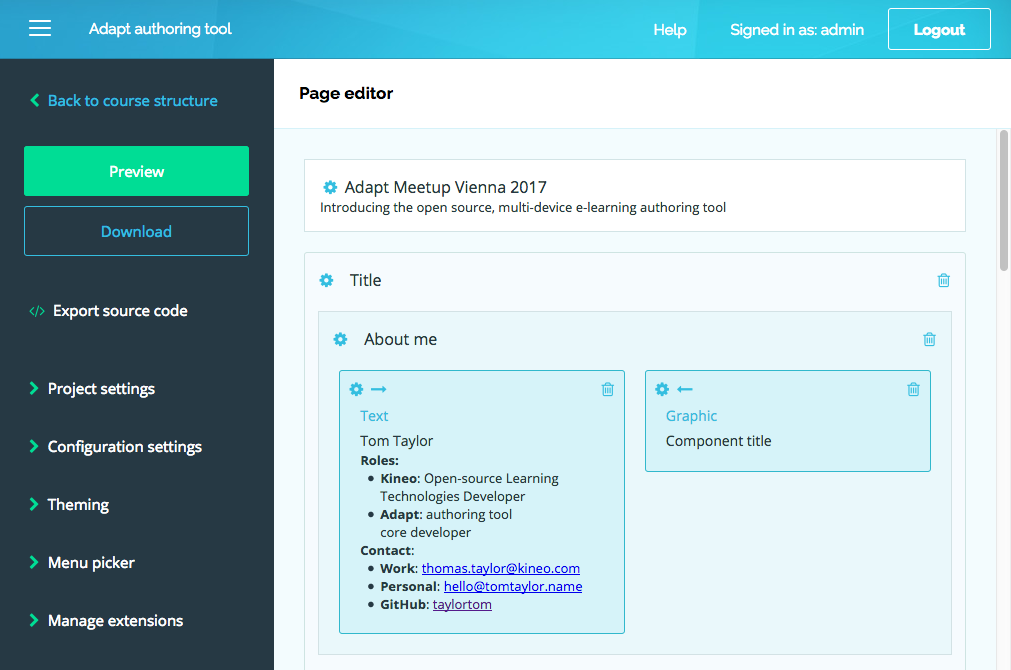 Adapt authoring tool
Help
Signed in as: admin
Logout
Back to course structure
Preview
Download
</> Export source code
Project settings
Configuration settings
Theming
Menu picker
Manage extensions
Page editor
Adapt Meetup Vienna 2017
Introducing the open source, multi-device e-learning authoring tool
Title
About me
Text
Tom Taylor
Roles:
• Kineo: Open-source Learning
Technologies Developer
• Adapt: authoring tool
core developer
Contact:
• Work: thomas.taylor@kineo.com
• Personal: hello@tomtaylor.name
• GitHub: taylortom
Graphic
Component title